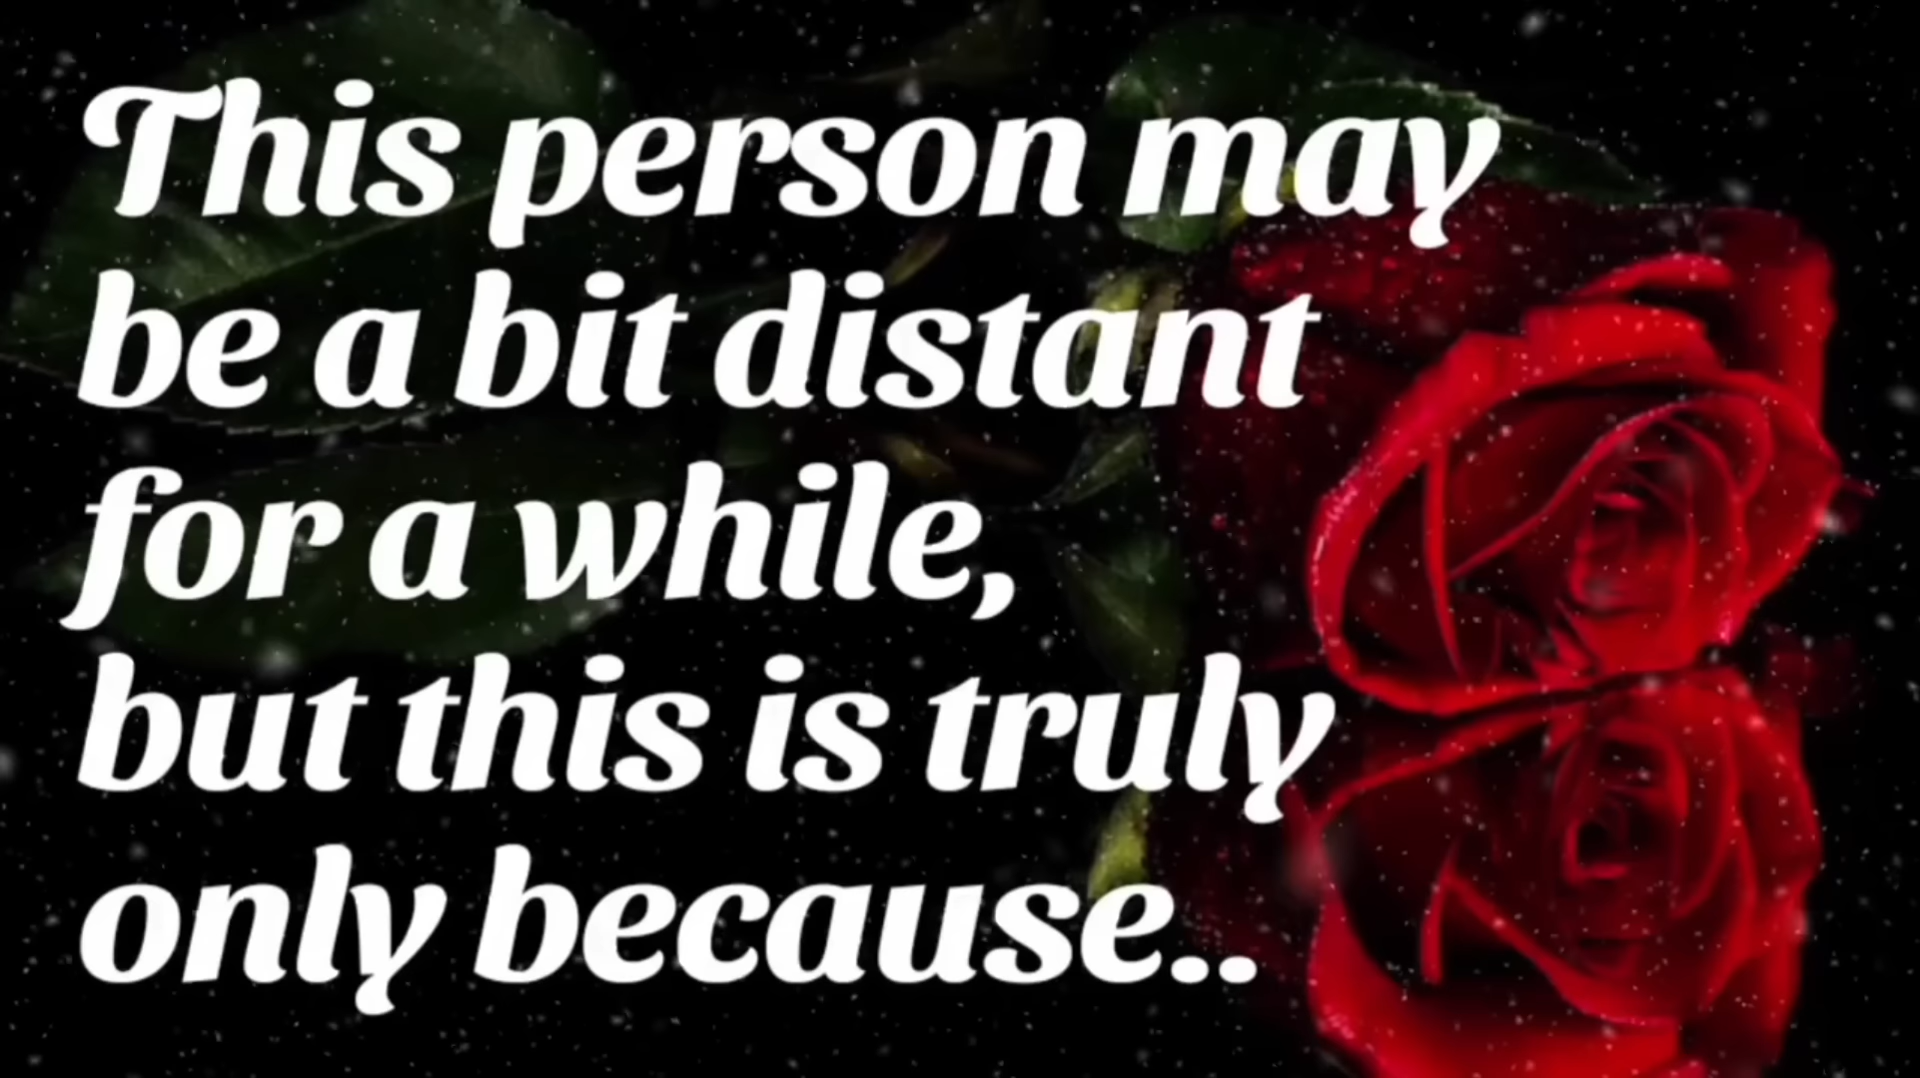 This person may
be a bit distant
for a while,
but this is truly
only because..